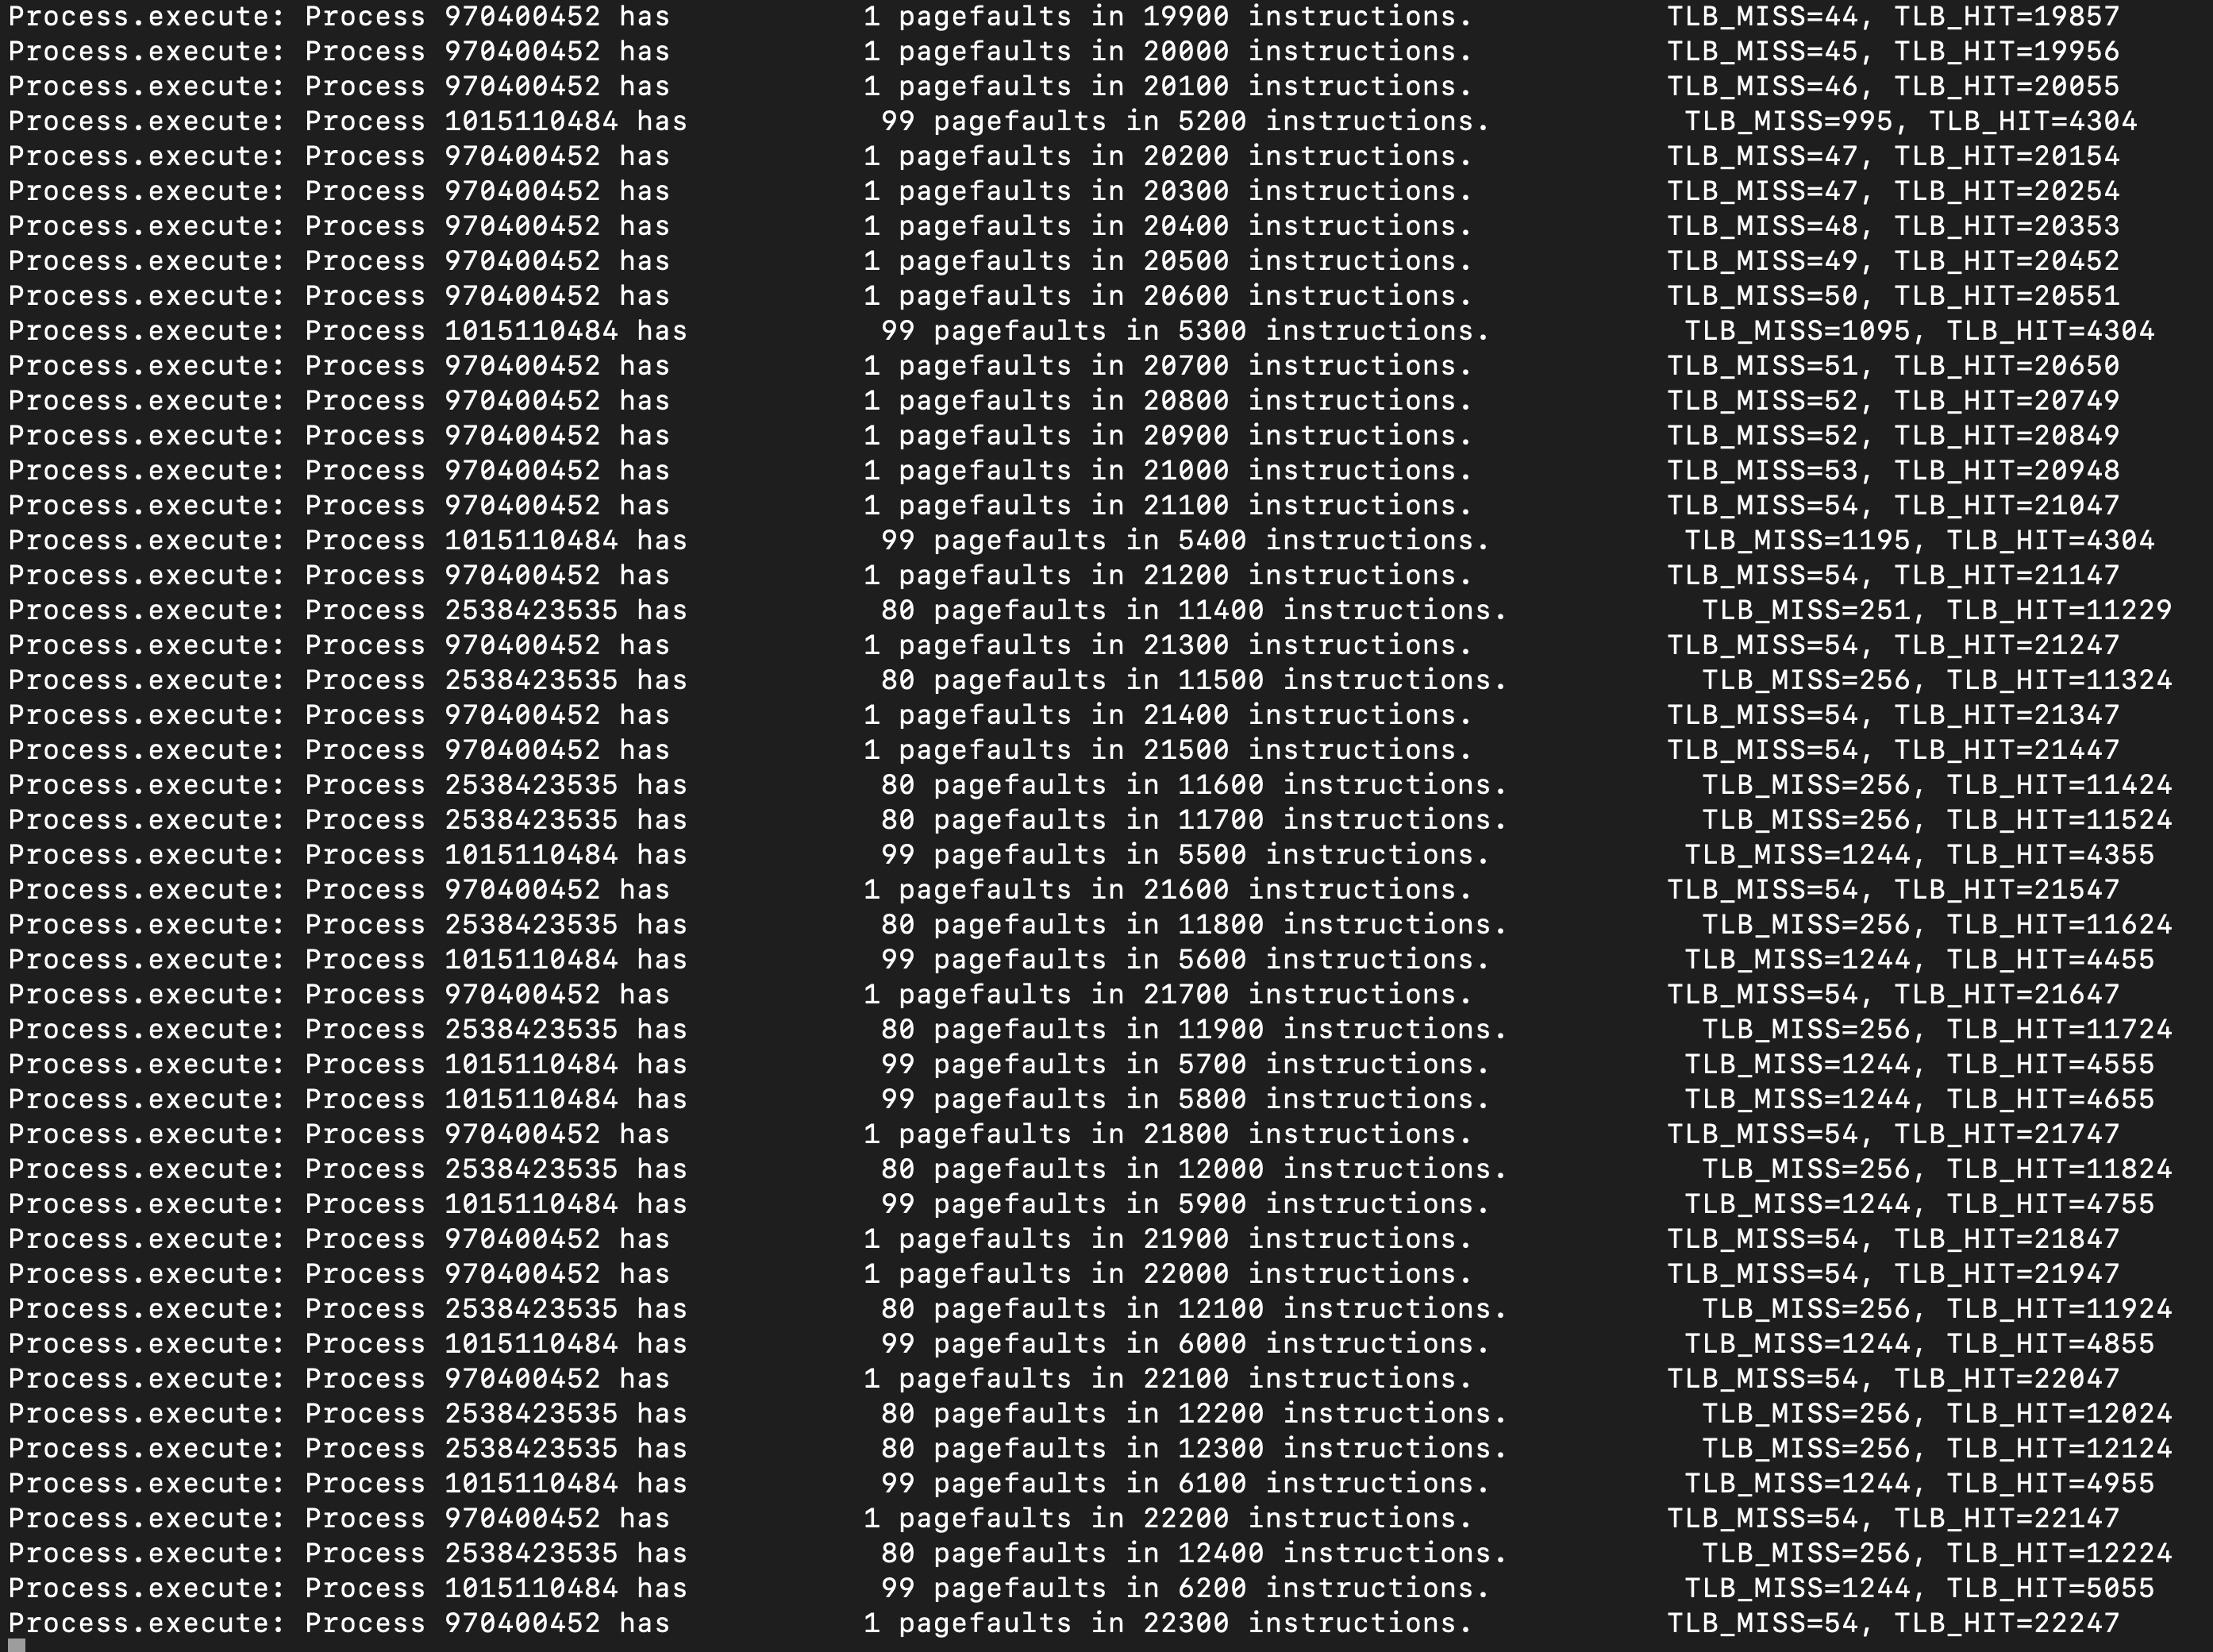 Process.execute: Process 970400452 has 1 pagefaults in 19900 instructions. TLB_MISS=44, TLB_HIT=19857
Process.execute: Process 970400452 has 1 pagefaults in 20000 instructions. TLB_MISS=45, TLB_HIT=19956
Process.execute: Process 970400452 has 1 pagefaults in 20100 instructions. TLB_MISS=46, TLB_HIT=20055
Process.execute: Process 1015110484 has 99 pagefaults in 5200 instructions. TLB_MISS=995, TLB_HIT=4304
Process.execute: Process 970400452 has 1 pagefaults in 20200 instructions. TLB_MISS=47, TLB_HIT=20154
Process.execute: Process 970400452 has 1 pagefaults in 20300 instructions. TLB_MISS=47, TLB_HIT=20254
Process.execute: Process 970400452 has 1 pagefaults in 20400 instructions. TLB_MISS=48, TLB_HIT=20353
Process.execute: Process 970400452 has 1 pagefaults in 20500 instructions. TLB_MISS=49, TLB_HIT=20452
Process.execute: Process 970400452 has 1 pagefaults in 20600 instructions. TLB_MISS=50, TLB_HIT=20551
Process.execute: Process 1015110484 has 99 pagefaults in 5300 instructions. TLB_MISS=1095, TLB_HIT=4304
Process.execute: Process 970400452 has 1 pagefaults in 20700 instructions. TLB_MISS=51, TLB_HIT=20650
Process.execute: Process 970400452 has 1 pagefaults in 20800 instructions. TLB_MISS=52, TLB_HIT=20749
Process.execute: Process 970400452 has 1 pagefaults in 20900 instructions. TLB_MISS=52, TLB_HIT=20849
Process.execute: Process 970400452 has 1 pagefaults in 21000 instructions. TLB_MISS=53, TLB_HIT=20948
Process.execute: Process 970400452 has 1 pagefaults in 21100 instructions. TLB_MISS=54, TLB_HIT=21047
Process.execute: Process 1015110484 has 99 pagefaults in 5400 instructions. TLB_MISS=1195, TLB_HIT=4304
Process.execute: Process 970400452 has 1 pagefaults in 21200 instructions. TLB_MISS=54, TLB_HIT=21147
Process.execute: Process 2538423535 has 80 pagefaults in 11400 instructions. TLB_MISS=251, TLB_HIT=11229
Process.execute: Process 970400452 has 1 pagefaults in 21300 instructions. TLB_MISS=54, TLB_HIT=21247
Process.execute: Process 2538423535 has 80 pagefaults in 11500 instructions. TLB_MISS=256, TLB_HIT=11324
Process.execute: Process 970400452 has 1 pagefaults in 21400 instructions. TLB_MISS=54, TLB_HIT=21347
Process.execute: Process 970400452 has 1 pagefaults in 21500 instructions. TLB_MISS=54, TLB_HIT=21447
Process.execute: Process 2538423535 has 80 pagefaults in 11600 instructions. TLB_MISS=256, TLB_HIT=11424
Process.execute: Process 2538423535 has 80 pagefaults in 11700 instructions. TLB_MISS=256, TLB_HIT=11524
Process.execute: Process 1015110484 has 99 pagefaults in 5500 instructions. TLB_MISS=1244, TLB_HIT=4355
Process.execute: Process 970400452 has 1 pagefaults in 21600 instructions. TLB_MISS=54, TLB_HIT=21547
Process.execute: Process 2538423535 has 80 pagefaults in 11800 instructions. TLB_MISS=256, TLB_HIT=11624
Process.execute: Process 1015110484 has 99 pagefaults in 5600 instructions. TLB_MISS=1244, TLB_HIT=4455
Process.execute: Process 970400452 has 1 pagefaults in 21700 instructions. TLB_MISS=54, TLB_HIT=21647
Process.execute: Process 2538423535 has 80 pagefaults in 11900 instructions. TLB_MISS=256, TLB_HIT=11724
Process.execute: Process 1015110484 has 99 pagefaults in 5700 instructions. TLB_MISS=1244, TLB_HIT=4555
Process.execute: Process 1015110484 has 99 pagefaults in 5800 instructions. TLB_MISS=1244, TLB_HIT=4655
Process.execute: Process 970400452 has 1 pagefaults in 21800 instructions. TLB_MISS=54, TLB_HIT=21747
Process.execute: Process 2538423535 has 80 pagefaults in 12000 instructions. TLB_MISS=256, TLB_HIT=11824
Process.execute: Process 1015110484 has 99 pagefaults in 5900 instructions. TLB_MISS=1244, TLB_HIT=4755
Process.execute: Process 970400452 has 1 pagefaults in 21900 instructions. TLB_MISS=54, TLB_HIT=21847
Process.execute: Process 970400452 has 1 pagefaults in 22000 instructions. TLB_MISS=54, TLB_HIT=21947
Process.execute: Process 2538423535 has 80 pagefaults in 12100 instructions. TLB_MISS=256, TLB_HIT=11924
Process.execute: Process 1015110484 has 99 pagefaults in 6000 instructions. TLB_MISS=1244, TLB_HIT=4855
Process.execute: Process 970400452 has 1 pagefaults in 22100 instructions. TLB_MISS=54, TLB_HIT=22047
Process.execute: Process 2538423535 has 80 pagefaults in 12200 instructions. TLB_MISS=256, TLB_HIT=12024
Process.execute: Process 2538423535 has 80 pagefaults in 12300 instructions. TLB_MISS=256, TLB_HIT=12124
Process.execute: Process 1015110484 has 99 pagefaults in 6100 instructions. TLB_MISS=1244, TLB_HIT=4955
Process.execute: Process 970400452 has 1 pagefaults in 22200 instructions. TLB_MISS=54, TLB_HIT=22147
Process.execute: Process 2538423535 has 80 pagefaults in 12400 instructions. TLB_MISS=256, TLB_HIT=12224
Process.execute: Process 1015110484 has 99 pagefaults in 6200 instructions. TLB_MISS=1244, TLB_HIT=5055
Process.execute: Process 970400452 has 1 pagefaults in 22300 instructions. TLB_MISS=54, TLB_HIT=22247